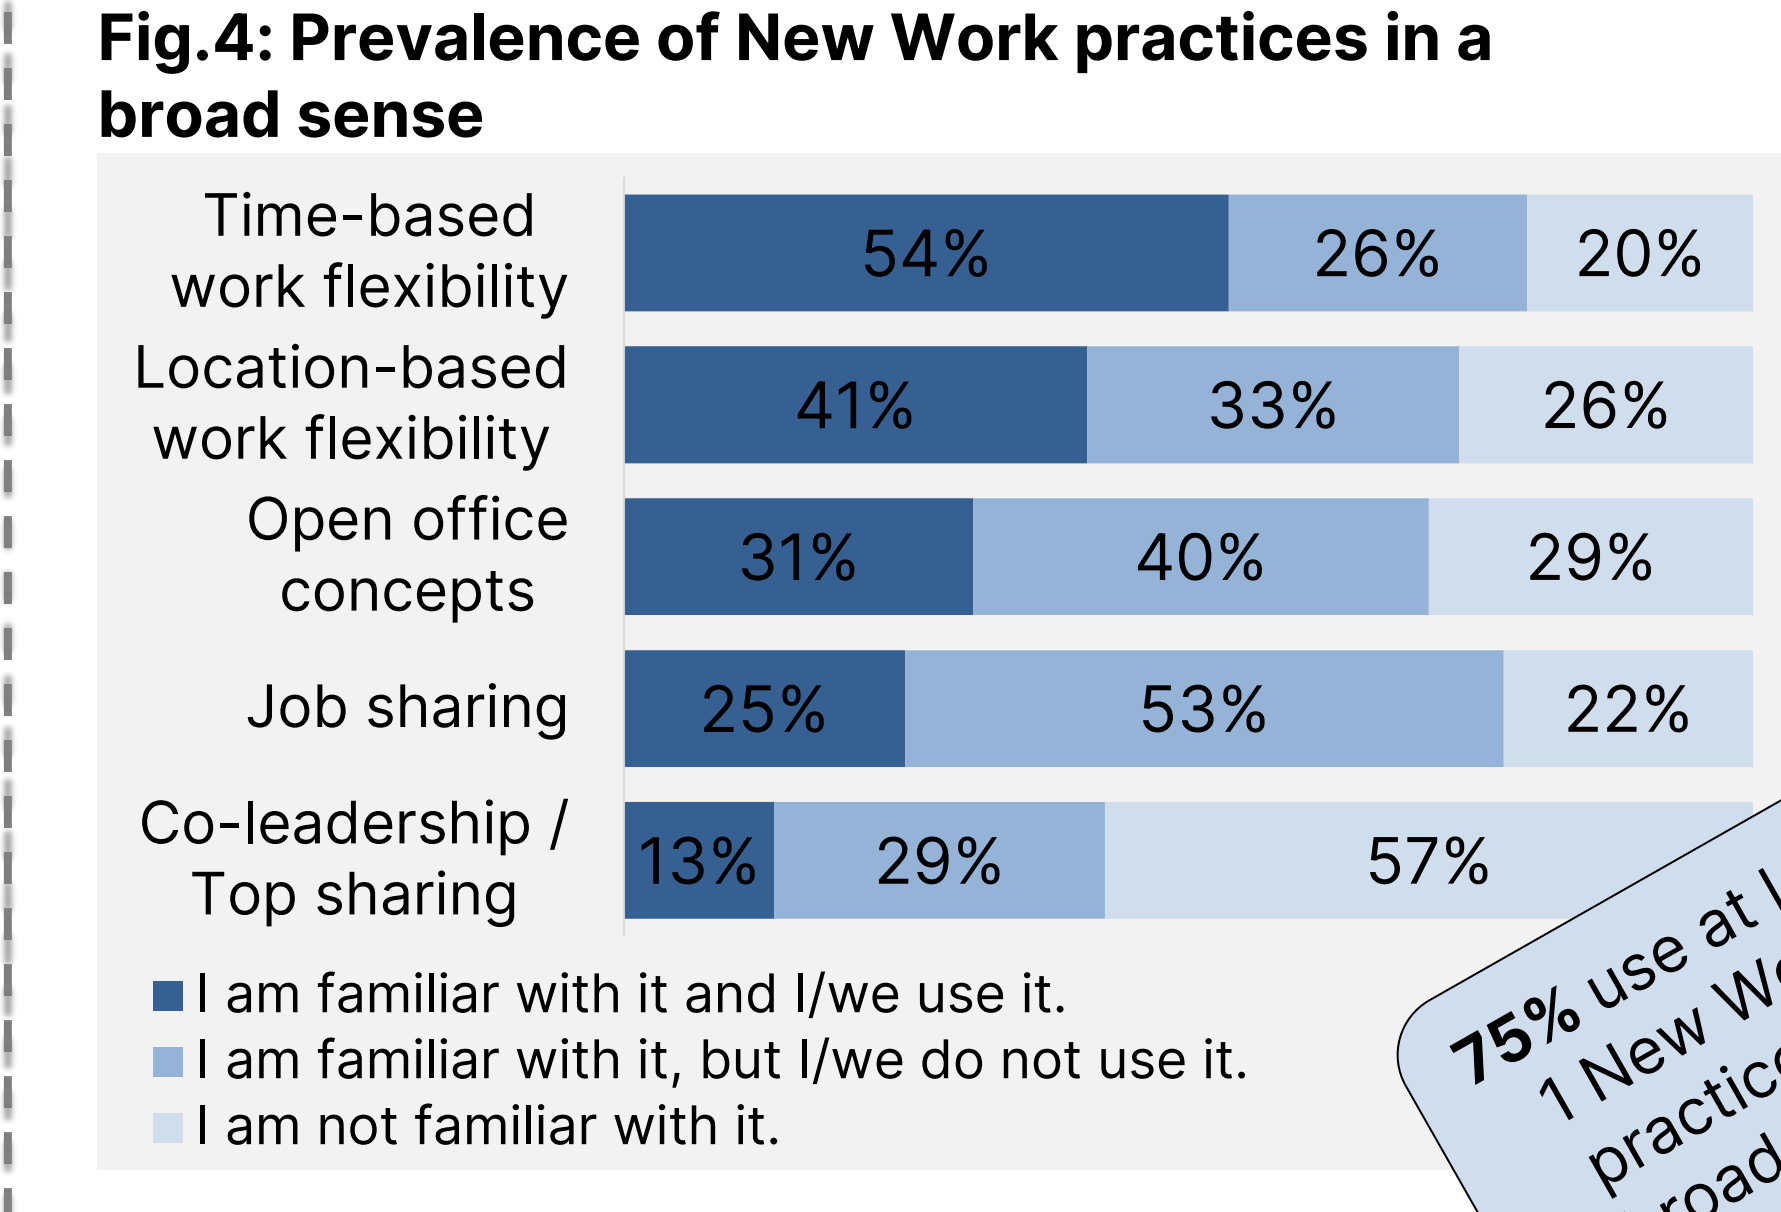 Fig.4: Prevalence of New Work practices in a
broad sense
Time-based
work flexibility
54% 26% 20%
Location-based
work flexibility
41% 33% 26%
Open office
concepts
31% 40% 29%
Job sharing
25% 53% 22%
Co-leadership /
Top sharing
13% 29% 57%
I am familiar with it and I/we use it.
I am familiar with it, but I/we do not use it.
I am not familiar with it.
75% use at
1 New